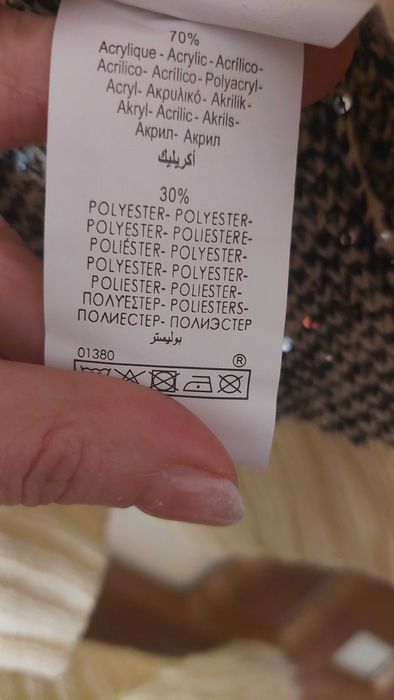 70%
Acrylique - Acrylic - Acrílico-
Acrilico- Acrílico- Polyacryl-
Acryl- Ακρυλικό- Akrilik-
Akryl- Acrilic - Akrils-
Акрил- Акрил
أكريليك
30%
POLYESTER- POLYESTER-
POLYESTER- POLIESTERE-
POLIÉSTER- POLYESTER-
POLYESTER- POLYESTER-
POLIESTER- POLIESTER-
ΠΟΛΥΕΣΤΕΡ- POLIESTERS-
ПОЛИЕСТЕР- ПОЛИЭСТЕР
بوليستر
01380 ®